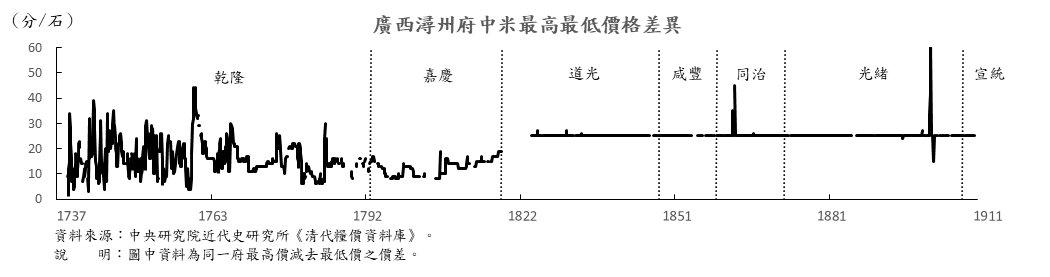 (分/石)
廣西潯州府中米最高最低價格差異
60
50
40
30
20
10
0
乾隆
嘉慶
道光
咸豐
同治
光緒
宣統
1737
1763
1792
1822
1851
1881
1911
資料來源：中央研究院近代史研究所《清代糧價資料庫》。
說　　明：圖中資料為同一府最高價減去最低價之價差。